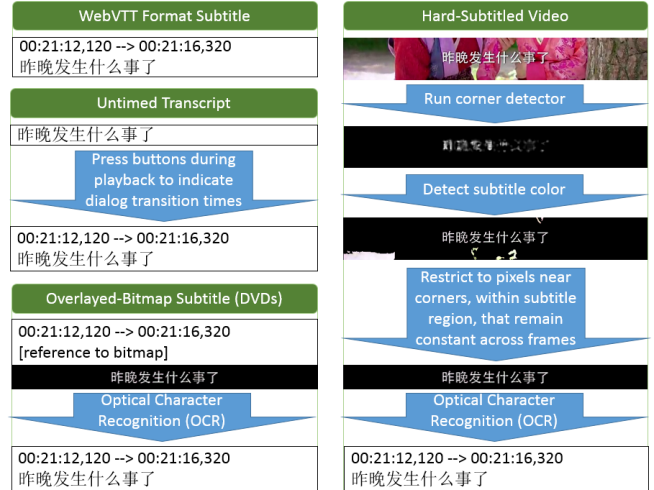 WebVTT Format Subtitle
00:21:12,120 --> 00:21:16,320
昨晚发生什么事了
Untimed Transcript
昨晚发生什么事了
Press buttons during
playback to indicate
dialog transition times
00:21:12,120 --> 00:21:16,320
昨晚发生什么事了
Overlayed-Bitmap Subtitle (DVDs)
00:21:12,120 --> 00:21:16,320
[reference to bitmap]
昨晚发生什么事了
Optical Character
Recognition (OCR)
00:21:12,120 --> 00:21:16,320
昨晚发生什么事了
Hard-Subtitled Video
昨晚发生什么事了
Run corner detector
昨晚发生什么事了
Detect subtitle color
昨晚发生什么事了
Restrict to pixels near
corners, within subtitle
region, that remain
constant across frames
昨晚发生什么事了
Optical Character
Recognition (OCR)
00:21:12,120 --> 00:21:16,320
昨晚发生什么事了